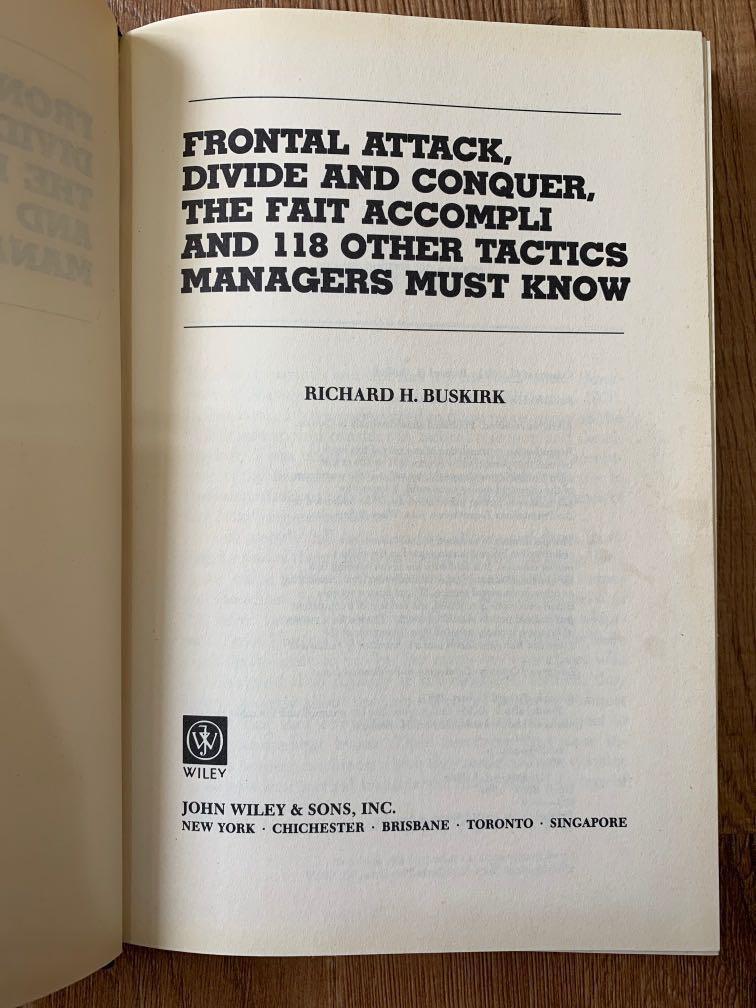 FRONTAL ATTACK,
DIVIDE AND CONQUER,
THE FAIT ACCOMPLI
AND 118 OTHER TACTICS
MANAGERS MUST KNOW
RICHARD H. BUSKIRK
WILEY
JOHN WILEY & SONS, INC.
NEW YORK · CHICHESTER · BRISBANE · TORONTO · SINGAPORE